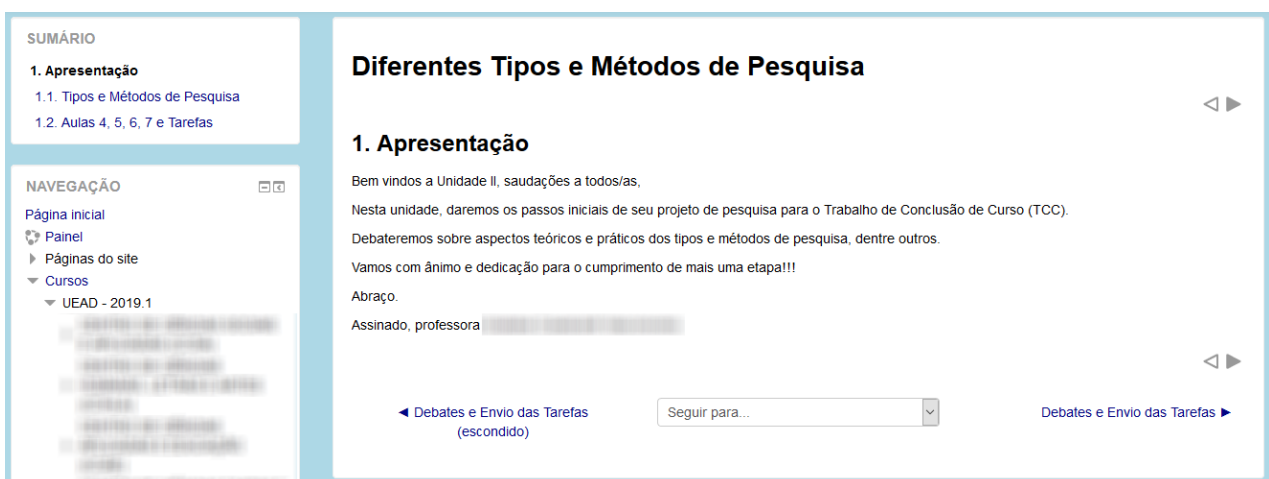 SUMÁRIO
1. Apresentação
1.1. Tipos e Métodos de Pesquisa
1.2. Aulas 4, 5, 6, 7 e Tarefas
NAVEGAÇÃO
Página inicial
Painel
Páginas do site
Cursos
UEAD - 2019.1
Diferentes Tipos e Métodos de Pesquisa
1. Apresentação
Bem vindos a Unidade II, saudações a todos/as,
Nesta unidade, daremos os passos iniciais de seu projeto de pesquisa para o Trabalho de Conclusão de Curso (TCC).
Debateremos sobre aspectos teóricos e práticos dos tipos e métodos de pesquisa, dentre outros.
Vamos com ânimo e dedicação para o cumprimento de mais uma etapa!!!
Abraço.
Assinado, professora
◄ Debates e Envio das Tarefas
(escondido)
Seguir para...
Debates e Envio das Tarefas ►